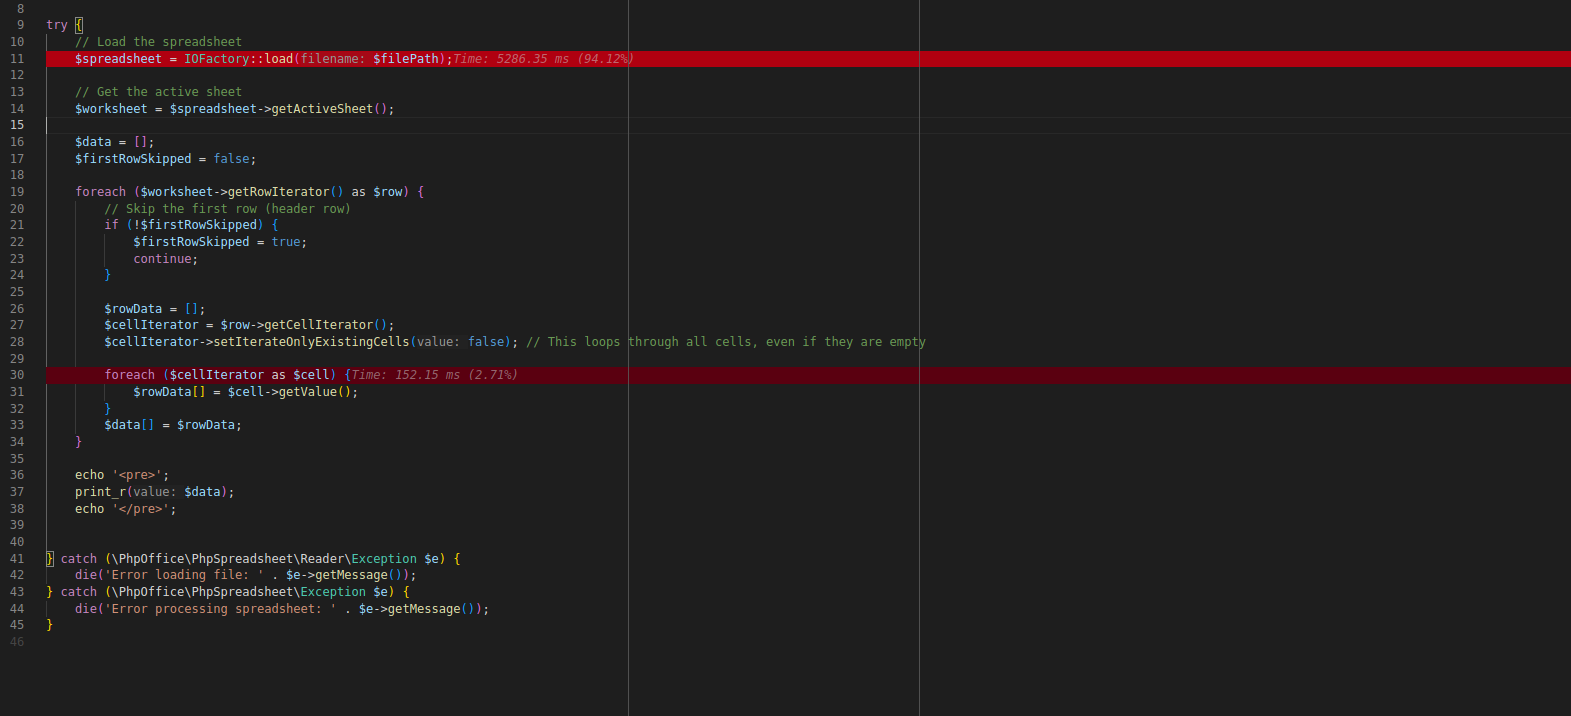 8
9 try {
10 // Load the spreadsheet
11 $spreadsheet = IOFactory::load(filename: $filePath);Time: 5286.35 ms (94.12%)
12
13 // Get the active sheet
14 $worksheet = $spreadsheet->getActiveSheet();
15
16 $data = [];
17 $firstRowSkipped = false;
18
19 foreach ($worksheet->getRowIterator() as $row) {
20 // Skip the first row (header row)
21 if (!$firstRowSkipped) {
22 $firstRowSkipped = true;
23 continue;
24 }
25
26 $rowData = [];
27 $cellIterator = $row->getCellIterator();
28 $cellIterator->setIterateOnlyExistingCells(value: false); // This loops through all cells, even if they are empty
29
30 foreach ($cellIterator as $cell) {Time: 152.15 ms (2.71%)
31 $rowData[] = $cell->getValue();
32 }
33 $data[] = $rowData;
34 }
35
36 echo '<pre>';
37 print_r(value: $data);
38 echo '</pre>';
39
40
41 } catch (\PhpOffice\PhpSpreadsheet\Reader\Exception $e) {
42 die('Error loading file: ' . $e->getMessage());
43 } catch (\PhpOffice\PhpSpreadsheet\Exception $e) {
44 die('Error processing spreadsheet: ' . $e->getMessage());
45 }
46